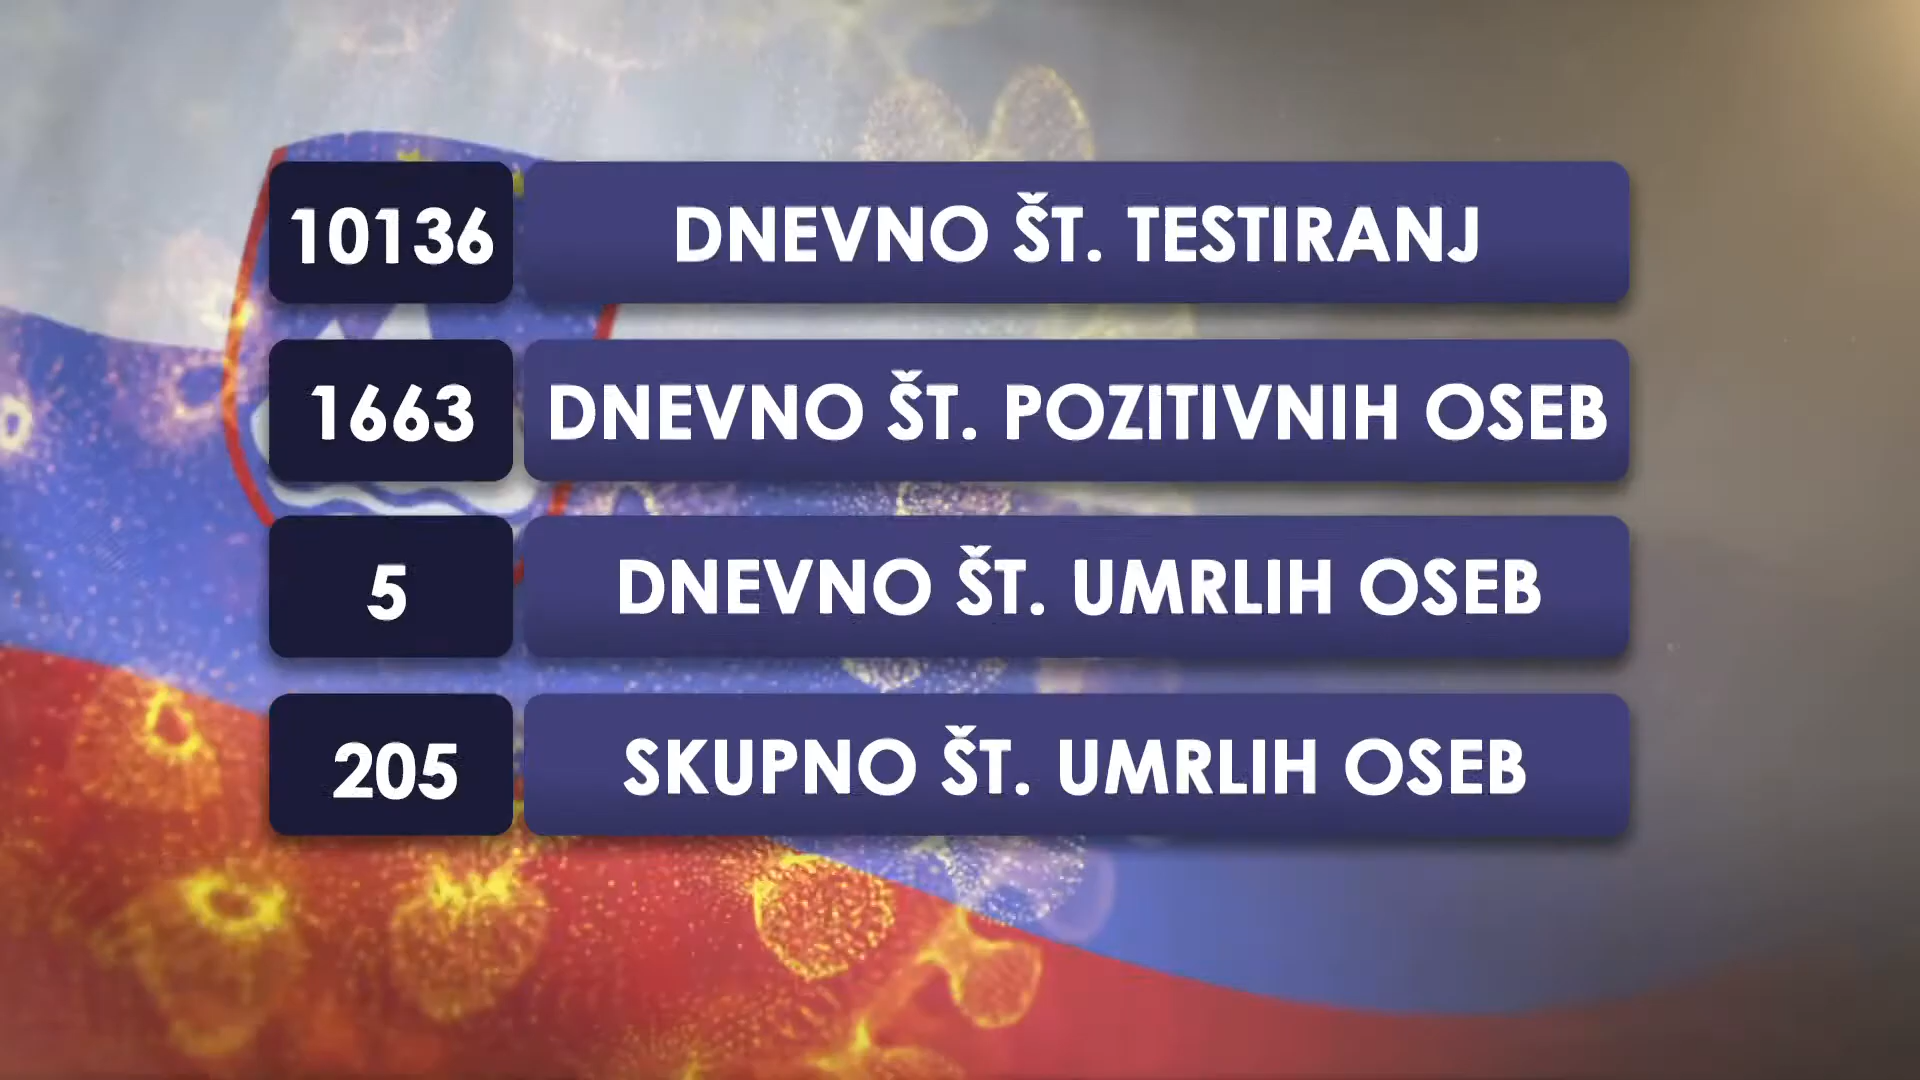 10136 DNEVNO ŠT. TESTIRANJ
1663 DNEVNO ŠT. POZITIVNIH OSEB
5 DNEVNO ŠT. UMRLIH OSEB
205 SKUPNO ŠT. UMRLIH OSEB